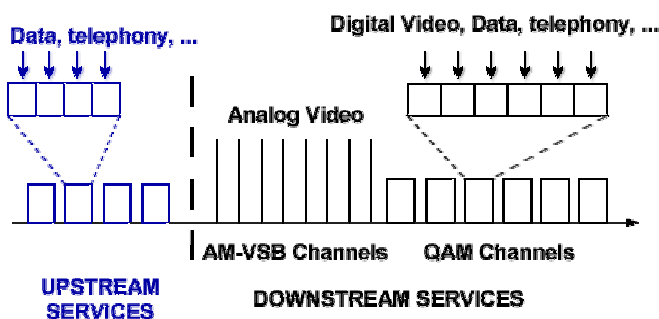 Digital Video, Data, telephony, ...
Data, telephony, ...
Analog Video
AM-VSB Channels
QAM Channels
UPSTREAM
SERVICES
DOWNSTREAM SERVICES